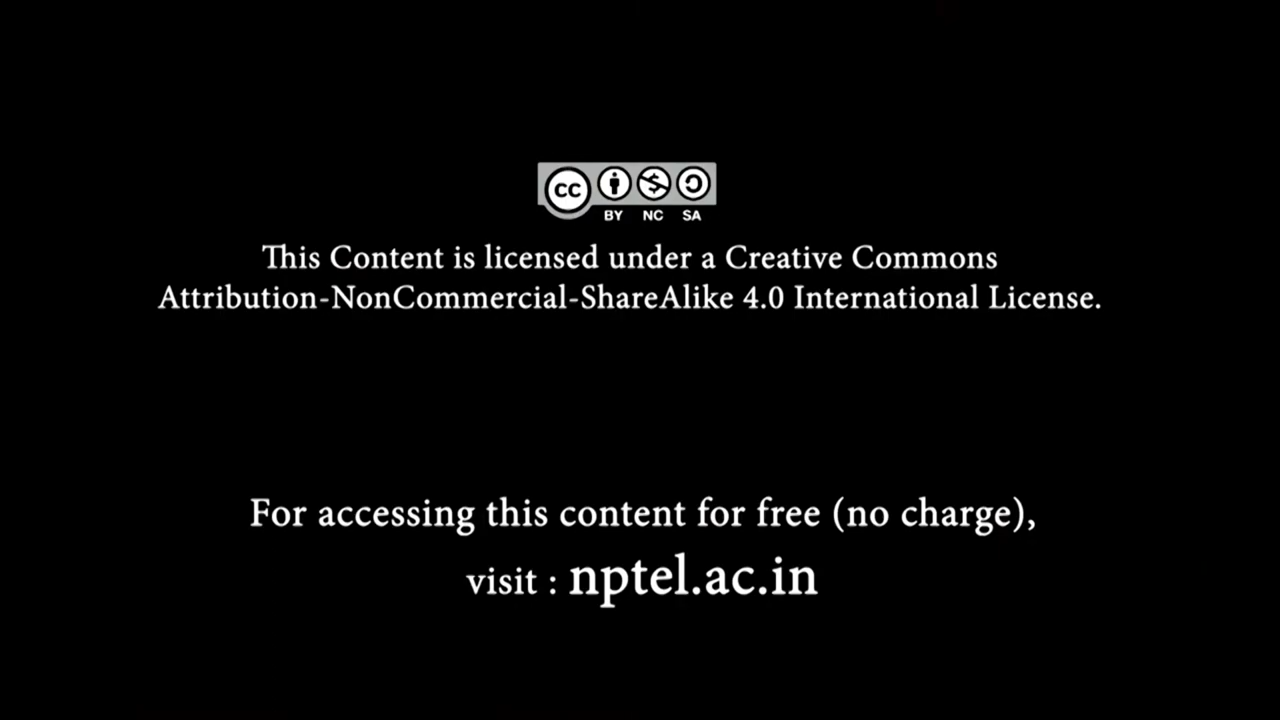 cc
BY NC SA
This Content is licensed under a Creative Commons
Attribution-NonCommercial-ShareAlike 4.0 International License.
For accessing this content for free (no charge),
visit : nptel.ac.in